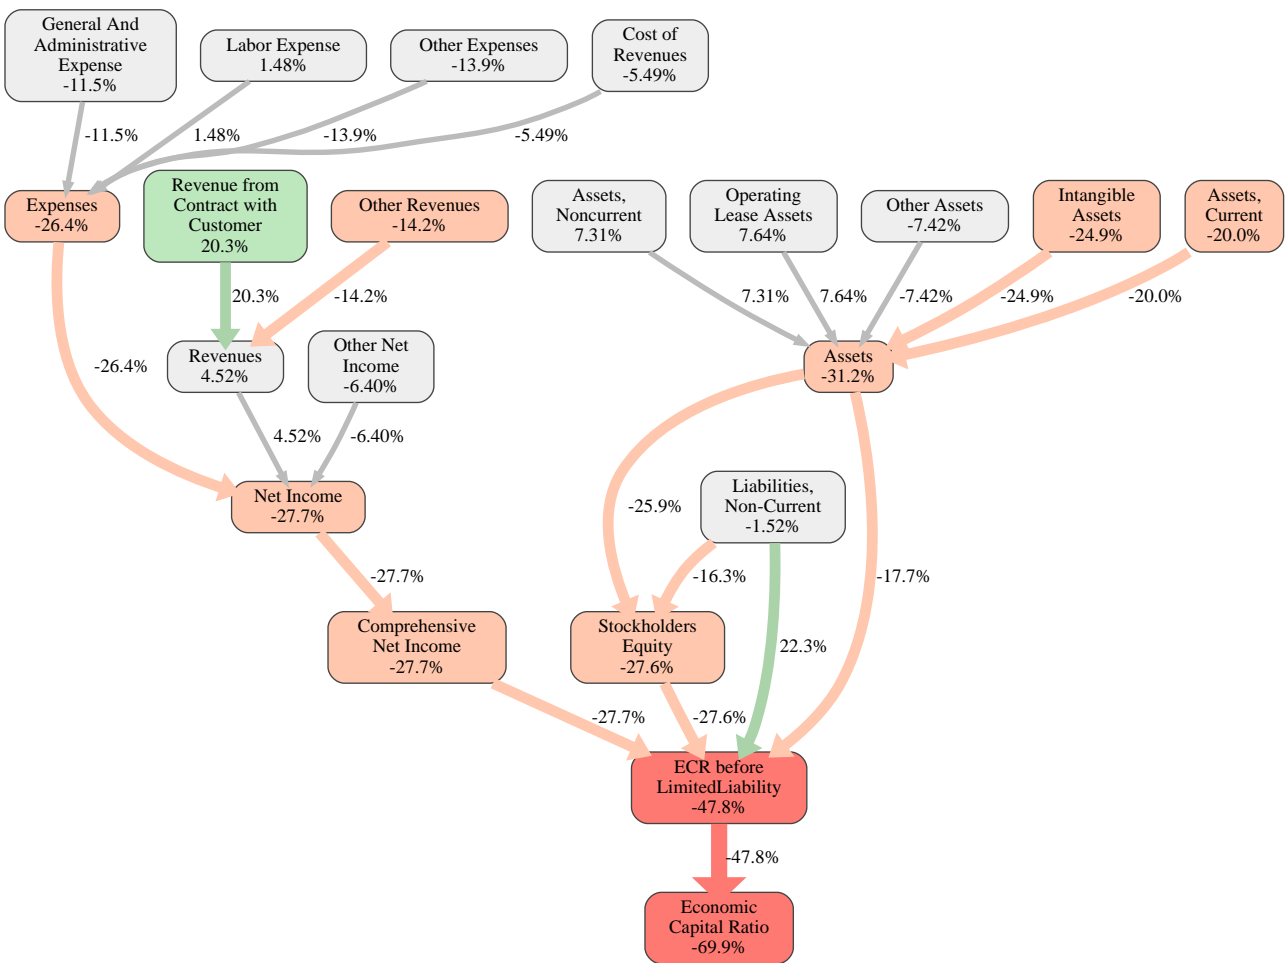 General And
Administrative
Expense
-11.5%
Labor Expense
1.48%
Other Expenses
-13.9%
Cost of
Revenues
-5.49%
-11.5%
1.48%
-13.9%
-5.49%
Expenses
-26.4%
Revenue from
Contract with
Customer
20.3%
Other Revenues
-14.2%
Assets,
Noncurrent
7.31%
Operating
Lease Assets
7.64%
Other Assets
-7.42%
Intangible
Assets
-24.9%
Assets,
Current
-20.0%
20.3%
-14.2%
7.31%
7.64%
-7.42%
-24.9%
-20.0%
Revenues
4.52%
Other Net
Income
-6.40%
Assets
-31.2%
-26.4%
4.52%
-6.40%
Net Income
-27.7%
Liabilities,
Non-Current
-1.52%
-25.9%
-27.7%
-16.3%
-17.7%
Comprehensive
Net Income
-27.7%
Stockholders
Equity
-27.6%
22.3%
-27.7%
-27.6%
ECR before
LimitedLiability
-47.8%
-47.8%
Economic
Capital Ratio
-69.9%